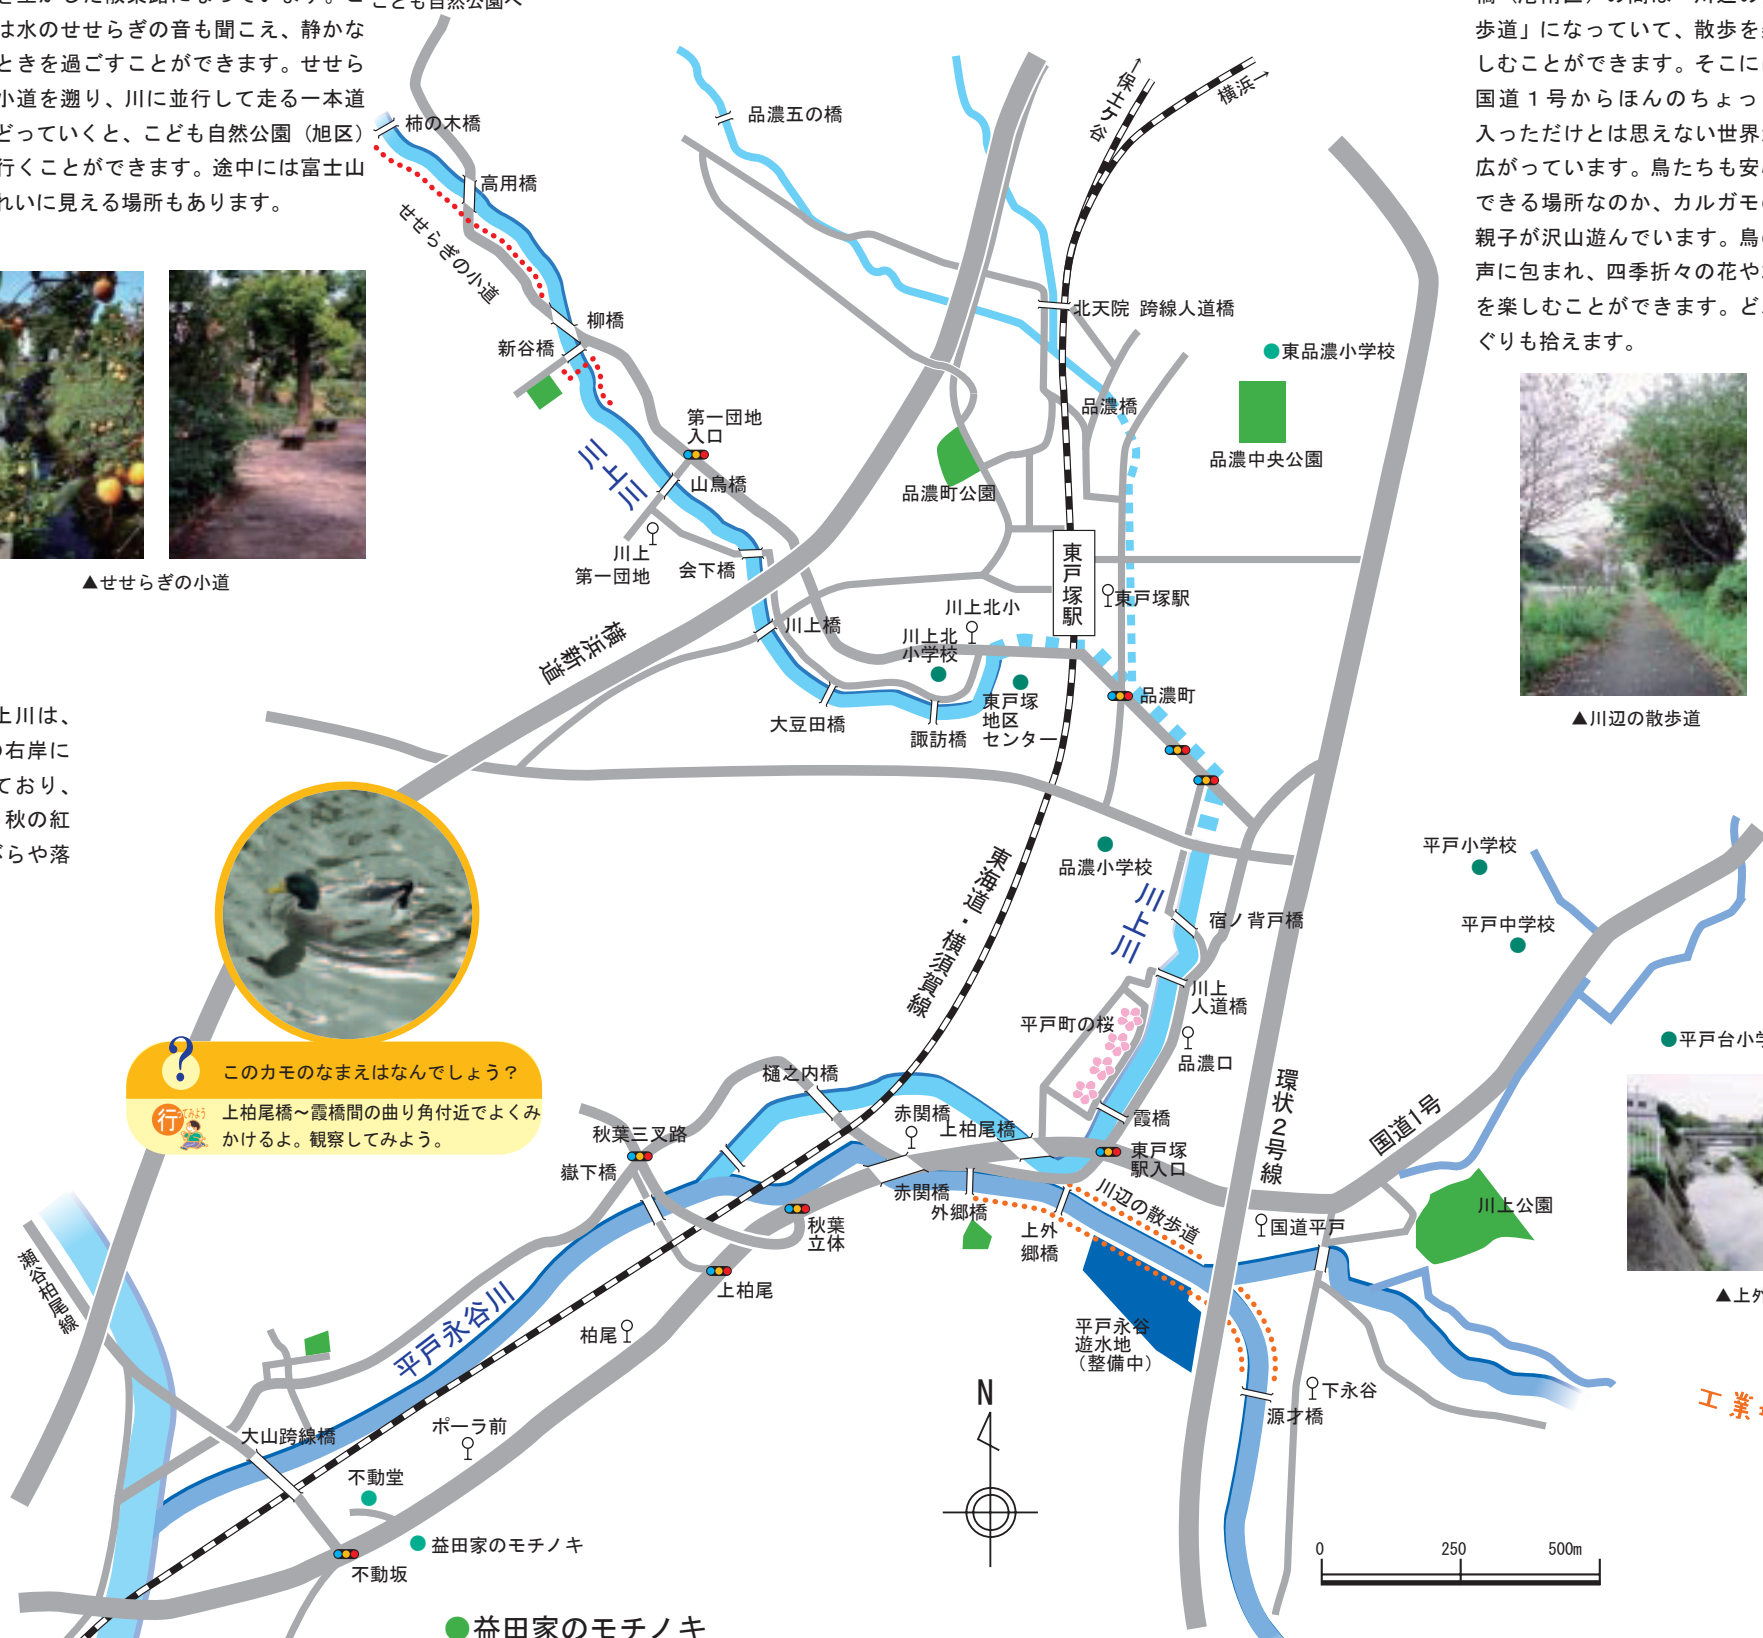 は水のせせらぎの音も聞こえ、静かな
ときを過ごすことができます。せせら
小道を遡り、川に並行して走る一本道
どっていくと、こども自然公園（旭区）
行くことができます。途中には富士山
れいに見える場所もあります。
▲せせらぎの小道
上川は、
の右岸に
ており、
秋の紅
がらや落
こども自然公園へ
歩道」になっていて、散歩を
しむことができます。そこに
国道１号からほんのちょっ
入っただけとは思えない世界
広がっています。鳥たちも安
できる場所なのか、カルガモ
親子が沢山遊んでいます。鳥
声に包まれ、四季折々の花や
を楽しむことができます。ど
ぐりも拾えます。
▲川辺の散歩道
柿の木橋
高用橋
せせらぎの小道
柳橋
新谷橋
川上川
第一団地
入口
山鳥橋
川上
第一団地
会下橋
川上橋
横浜新道
大豆田橋
諏訪橋
品濃五の橋
→保土ケ谷
横浜→
北天院 跨線人道橋
東品濃小学校
品濃橋
品濃中央公園
品濃町公園
東戸塚駅
東戸塚駅
川上北小
川上北
小学校
東戸塚
地区
センター
品濃町
東海道・横須賀線
品濃小学校
川上川
宿ノ背戸橋
川上
人道橋
平戸町の桜
品濃口
霞橋
環状2号線
国道1号
平戸小学校
平戸中学校
平戸台小学
?
このカモのなまえはなんでしょう？
行ってみよう
上柏尾橋～霞橋間の曲り角付近でよくみ
かけるよ。観察してみよう。
樋之内橋
赤関橋
上柏尾橋
東戸塚
駅入口
秋葉三叉路
嶽下橋
赤関橋
外郷橋
川辺の散歩道
秋葉
立体
上外
郷橋
国道平戸
川上公園
上柏尾
▲上外
瀬谷柏尾線
平戸永谷川
柏尾
平戸永谷
遊水地
（整備中）
下永谷
源才橋
工業
N
大山跨線橋
ポーラ前
不動堂
益田家のモチノキ
不動坂
0 250 500m
●益田家のモチノキ